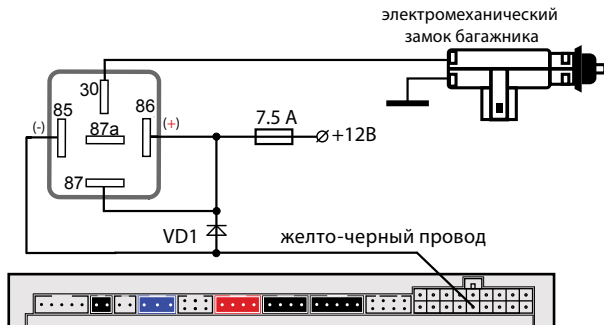 электромеханический
замок багажника
30
85
86
87a
(-)
(+)
7.5 A
+12В
87
VD1
желто-черный провод